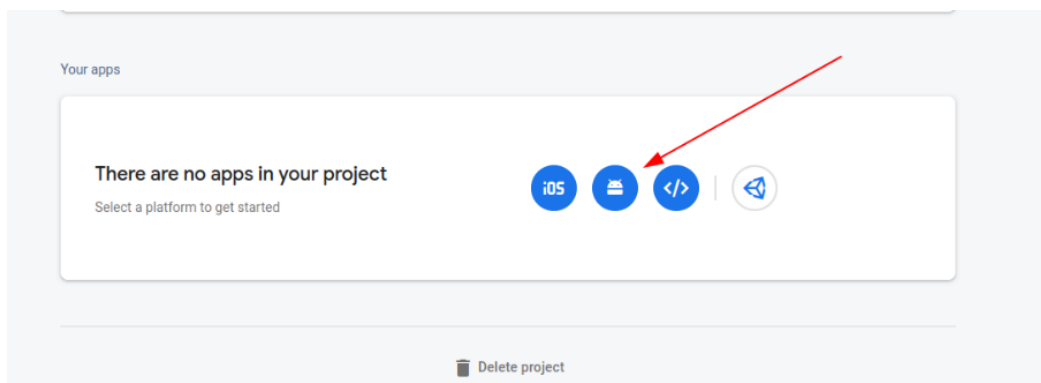 Your apps
There are no apps in your project
Select a platform to get started
iOS
</>
Delete project